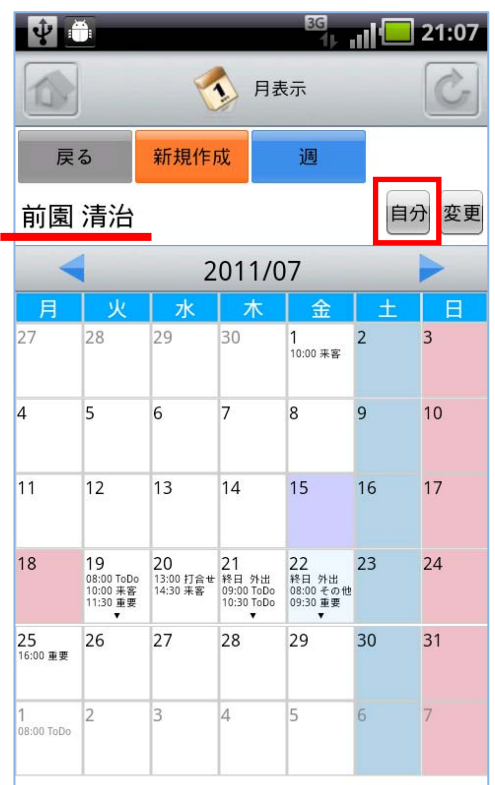 3G 21:07
1 月表示
戻る 新規作成 週
前園 清治 自分 変更
2011/07
月 火 水 木 金 土 日
27 28 29 30 1 2 3
10:00 来客
4 5 6 7 8 9 10
11 12 13 14 15 16 17
18 19 20 21 22 23 24
08:00 ToDo 13:00 打合せ 終日 外出 終日 外出
10:00 来客 14:30 来客 09:00 ToDo 08:00 その他
11:30 重要 10:30 ToDo 09:30 重要
▼ ▼ ▼
25 26 27 28 29 30 31
16:00 重要
1 2 3 4 5 6 7
08:00 ToDo